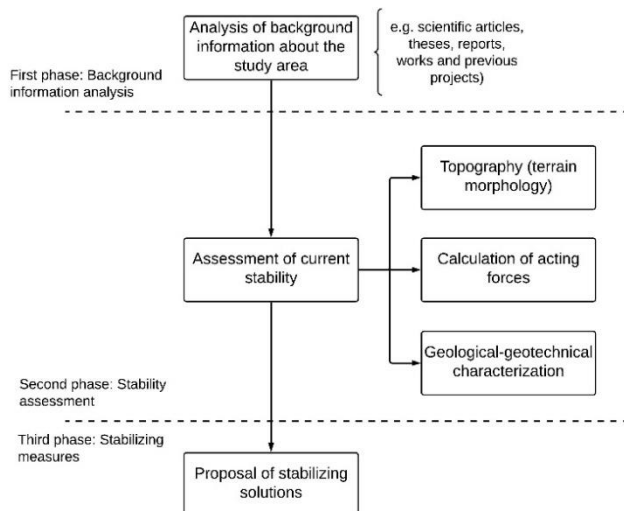 Analysis of background
information about the
study area
e.g. scientific articles,
theses, reports,
works and previous
projects)
First phase: Background
information analysis
Topography (terrain
morphology)
Assessment of current
stability
Calculation of acting
forces
Geological-geotechnical
characterization
Second phase: Stability
assessment
Third phase: Stabilizing
measures
Proposal of stabilizing
solutions